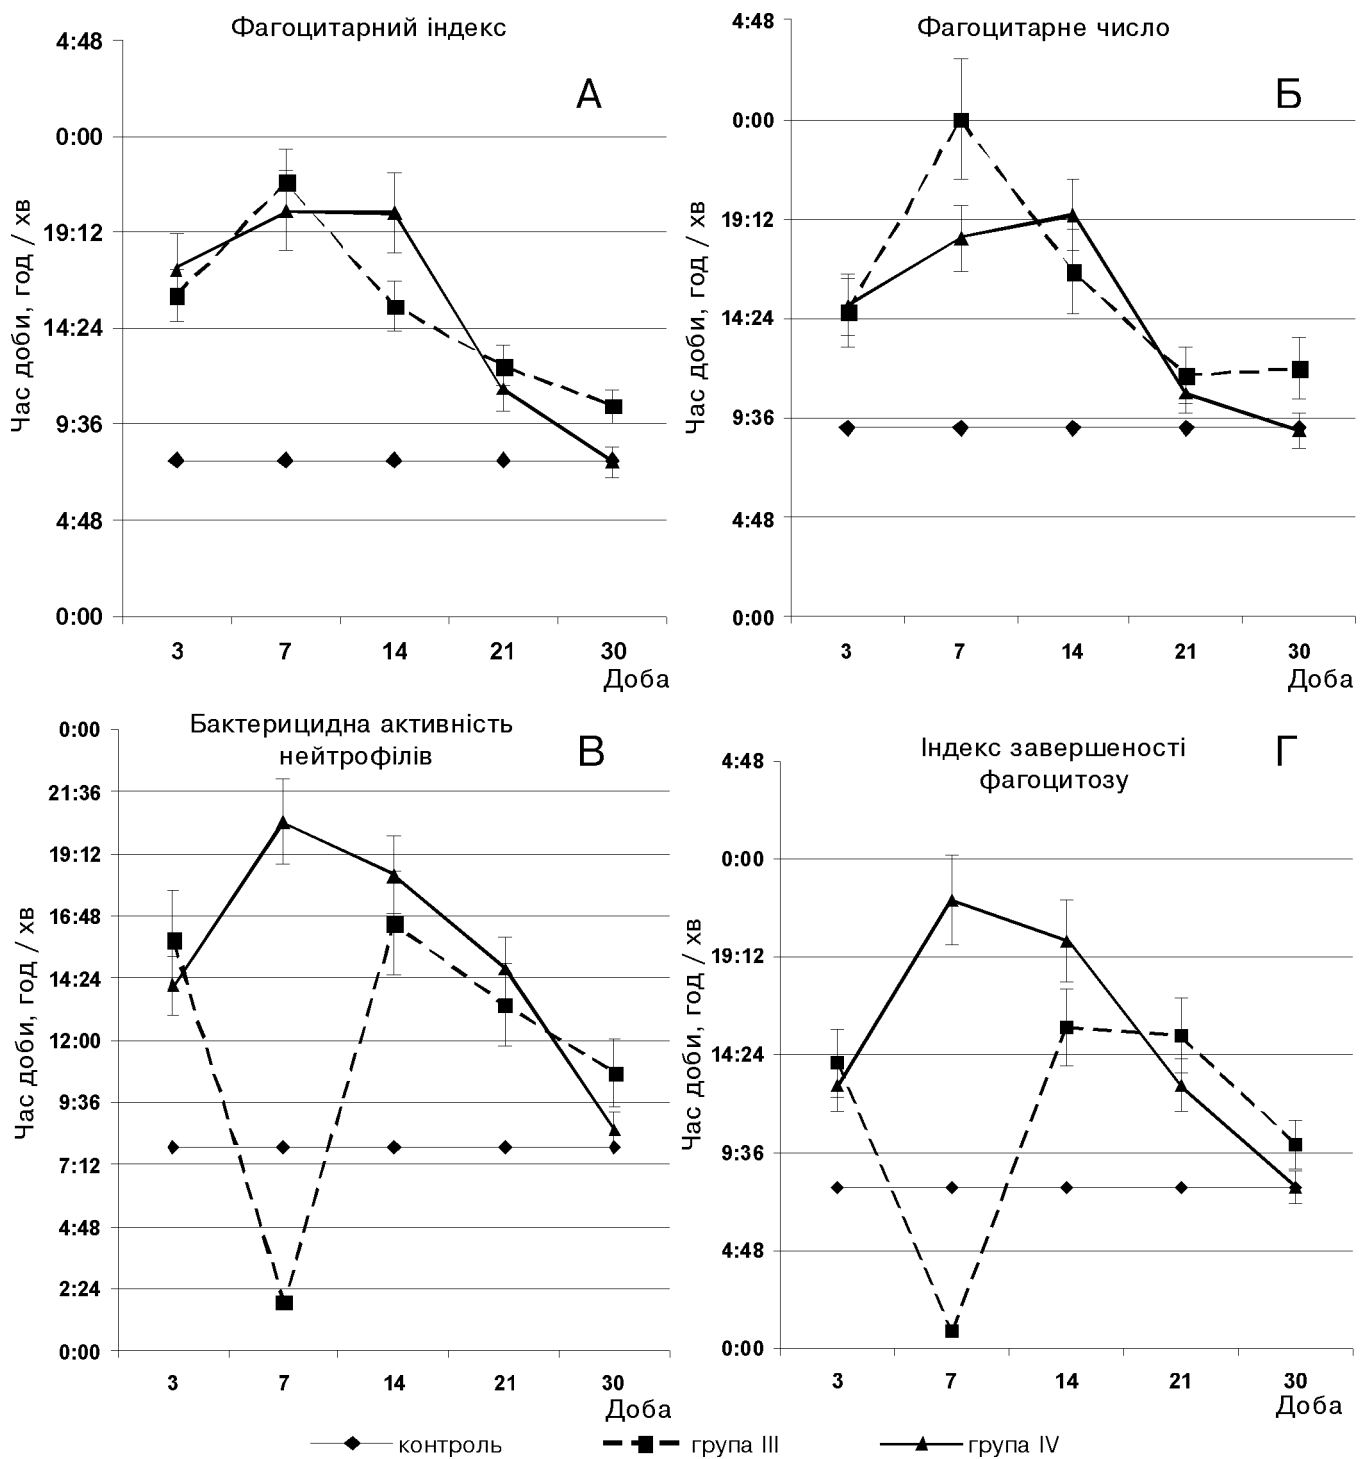 Фагоцитарний індекс
А
Час доби, год / хв
4:48
0:00
19:12
14:24
9:36
4:48
0:00
3 7 14 21 30
Доба
Фагоцитарне число
Б
Час доби, год / хв
4:48
0:00
19:12
14:24
9:36
4:48
0:00
3 7 14 21 30
Доба
Бактерицидна активність
нейтрофілів
В
Час доби, год / хв
0:00
21:36
19:12
16:48
14:24
12:00
9:36
7:12
4:48
2:24
0:00
3 7 14 21 30
Доба
Індекс завершеності
фагоцитозу
Г
Час доби, год / хв
4:48
0:00
19:12
14:24
9:36
4:48
0:00
3 7 14 21 30
Доба
контроль група III група IV